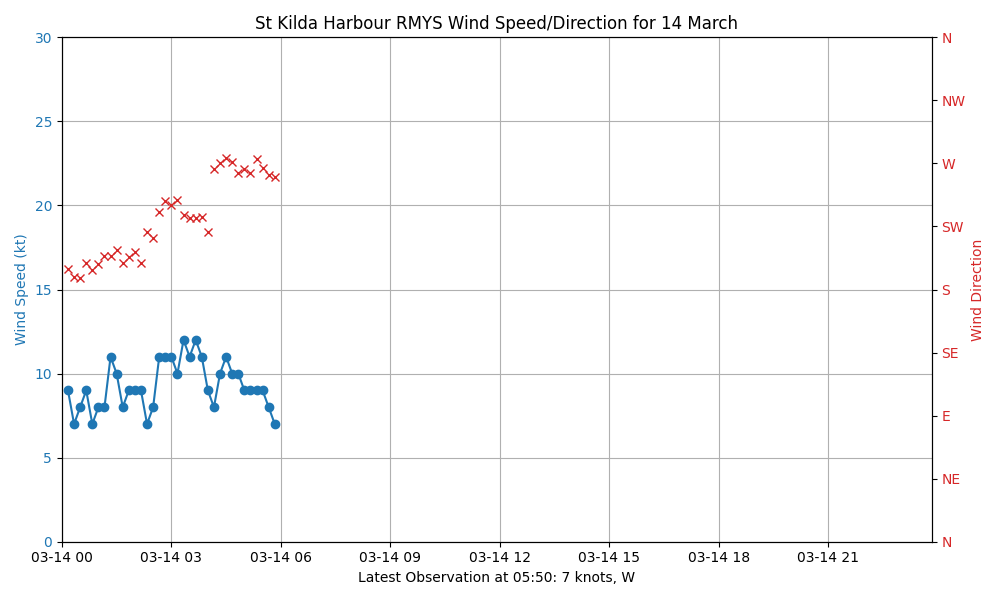 St Kilda Harbour RMYS Wind Speed/Direction for 14 March
30
25
20
15
10
5
0
Wind Speed (kt)
N
NW
W
SW
S
SE
E
NE
N
Wind Direction
03-14 00
03-14 03
03-14 06
03-14 09
03-14 12
03-14 15
03-14 18
03-14 21
Latest Observation at 05:50: 7 knots, W